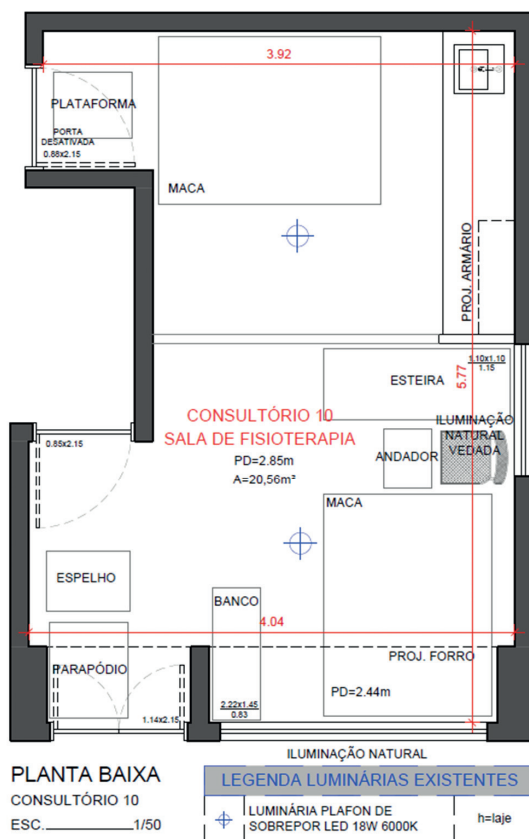 3.92
PLATAFORMA
PORTA
DESATIVADA
0.88x2.15
MACA
PROJ. ARMÁRIO
1.10x1.10
1.15
ESTEIRA
5.77
CONSULTÓRIO 10
SALA DE FISIOTERAPIA
PD=2.85m
A=20,56m²
ILUMINAÇÃO
NATURAL
VEDADA
ANDADOR
0.85x2.15
MACA
ESPELHO
BANCO
4.04
PARAPÓDIO
PROJ. FORRO
PD=2.44m
2.22x1.45
0.83
1.14x2.15
ILUMINAÇÃO NATURAL
PLANTA BAIXA
CONSULTÓRIO 10
ESC. 1/50
LEGENDA LUMINÁRIAS EXISTENTES
LUMINÁRIA PLAFON DE
SOBREPOR LED 18W 6000K
h=laje